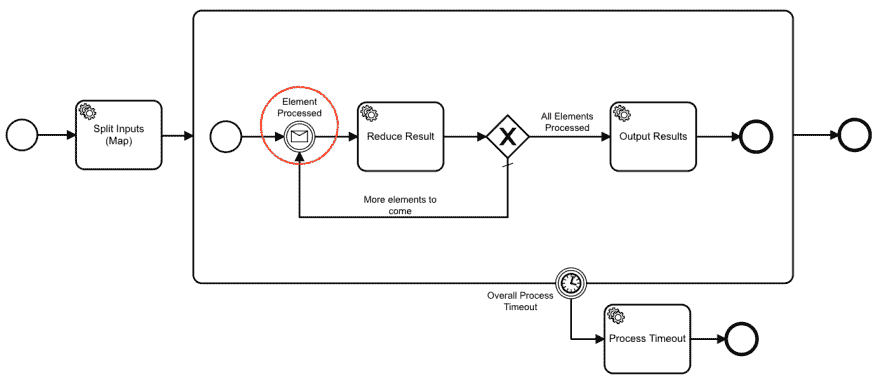 Split Inputs
(Map)
Element
Processed
Reduce Result
All Elements
Processed
Output Results
More elements to
come
Overall Process
Timeout
Process Timeout